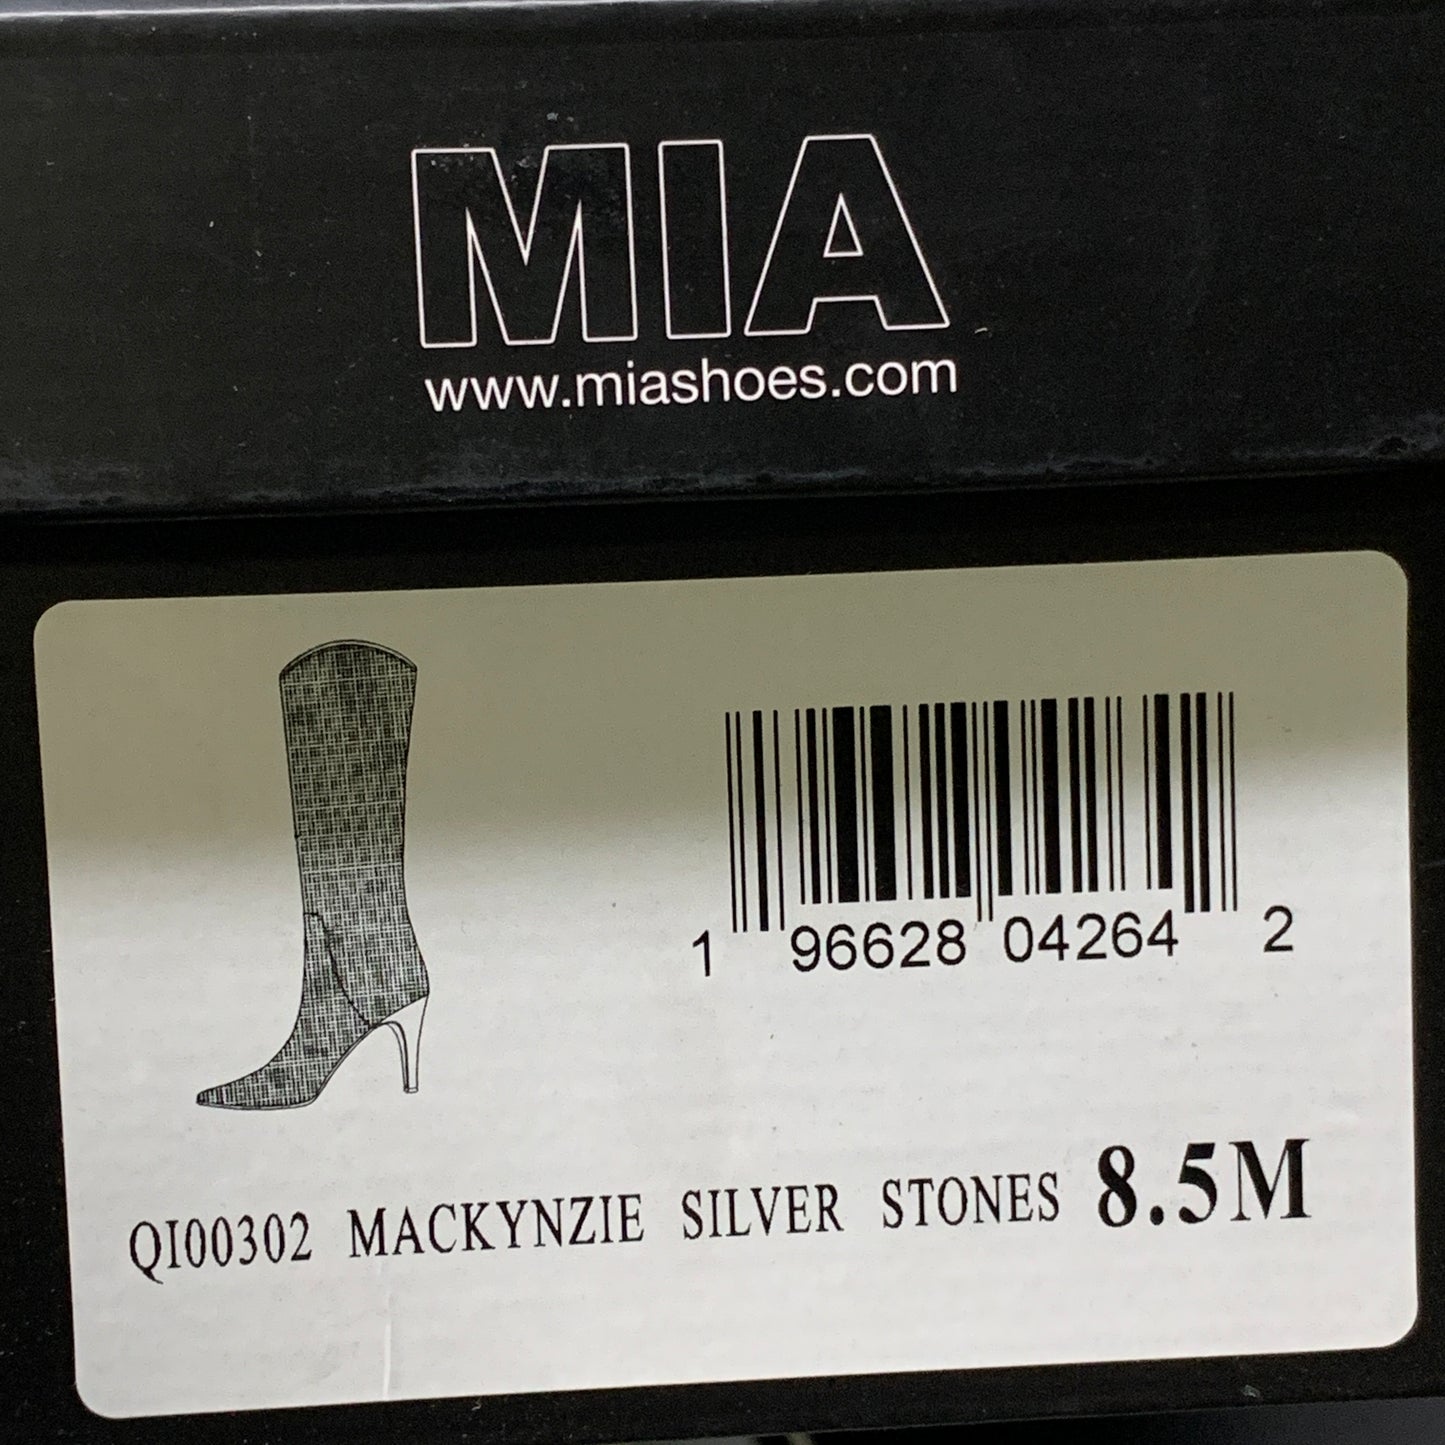 MIA
www.miashoes.com
1 96628 04264 2
QI00302 MACKYNZIE SILVER STONES 8.5M